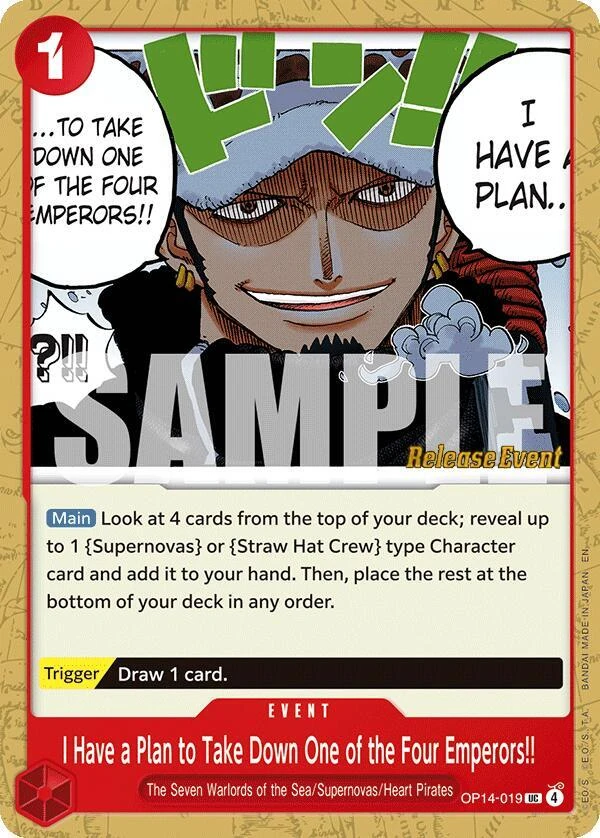 1
ドン!!
...TO TAKE
DOWN ONE
OF THE FOUR
EMPERORS!!
I
HAVE A
PLAN..
?!!
SAMPLE
Release Event
Main Look at 4 cards from the top of your deck; reveal up
to 1 {Supernovas} or {Straw Hat Crew} type Character
card and add it to your hand. Then, place the rest at the
bottom of your deck in any order.
Trigger Draw 1 card.
EVENT
I Have a Plan to Take Down One of the Four Emperors!!
The Seven Warlords of the Sea/Supernovas/Heart Pirates
OP14-019 UC 4
©E.O./S. ©E.O./S.,T.A. BANDAI MADE IN JAPAN EN